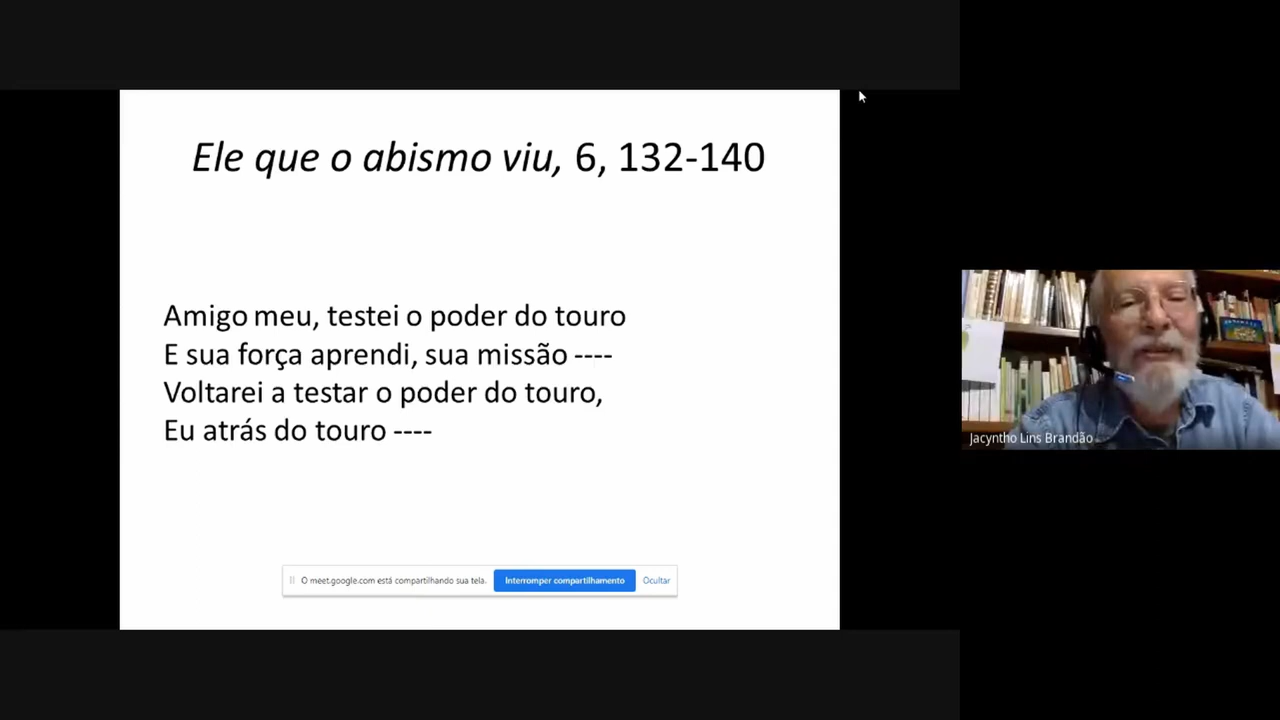 Ele que o abismo viu, 6, 132-140
Amigo meu, testei o poder do touro
E sua força aprendi, sua missão ----
Voltarei a testar o poder do touro,
Eu atrás do touro ----
O meet.google.com está compartilhando sua tela. Interromper compartilhamento Ocultar
Jacyntho Lins Brandão